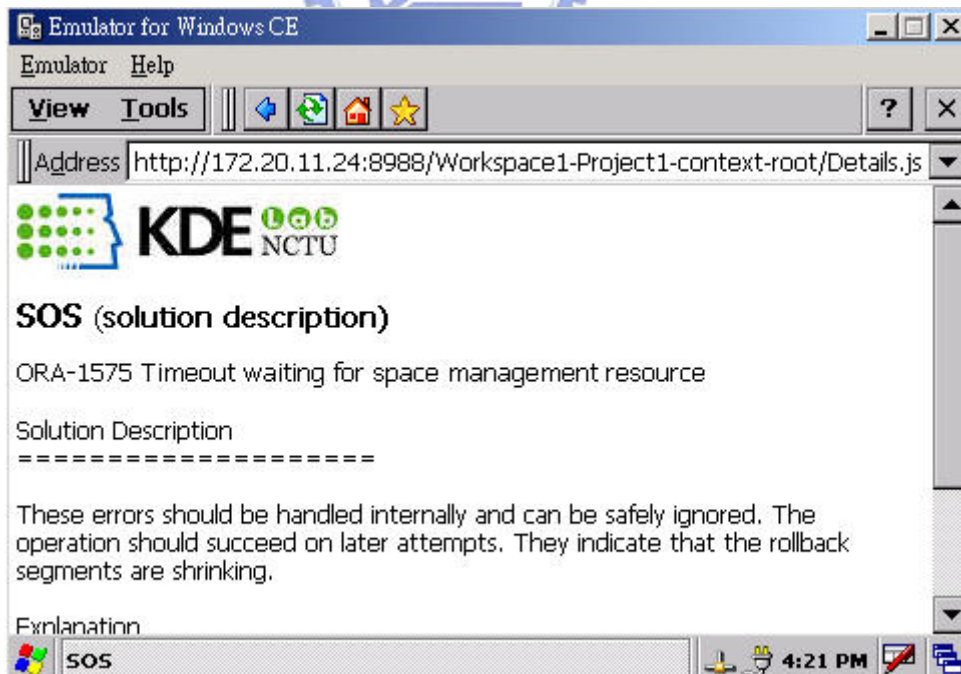 Emulator for Windows CE
Emulator Help
View Tools ?
Address http://172.20.11.24:8988/Workspace1-Project1-context-root/Details.js
KDE Lab
NCTU
SOS (solution description)
ORA-1575 Timeout waiting for space management resource
Solution Description
=====================
These errors should be handled internally and can be safely ignored. The
operation should succeed on later attempts. They indicate that the rollback
segments are shrinking.
Explanation
SOS 4:21 PM